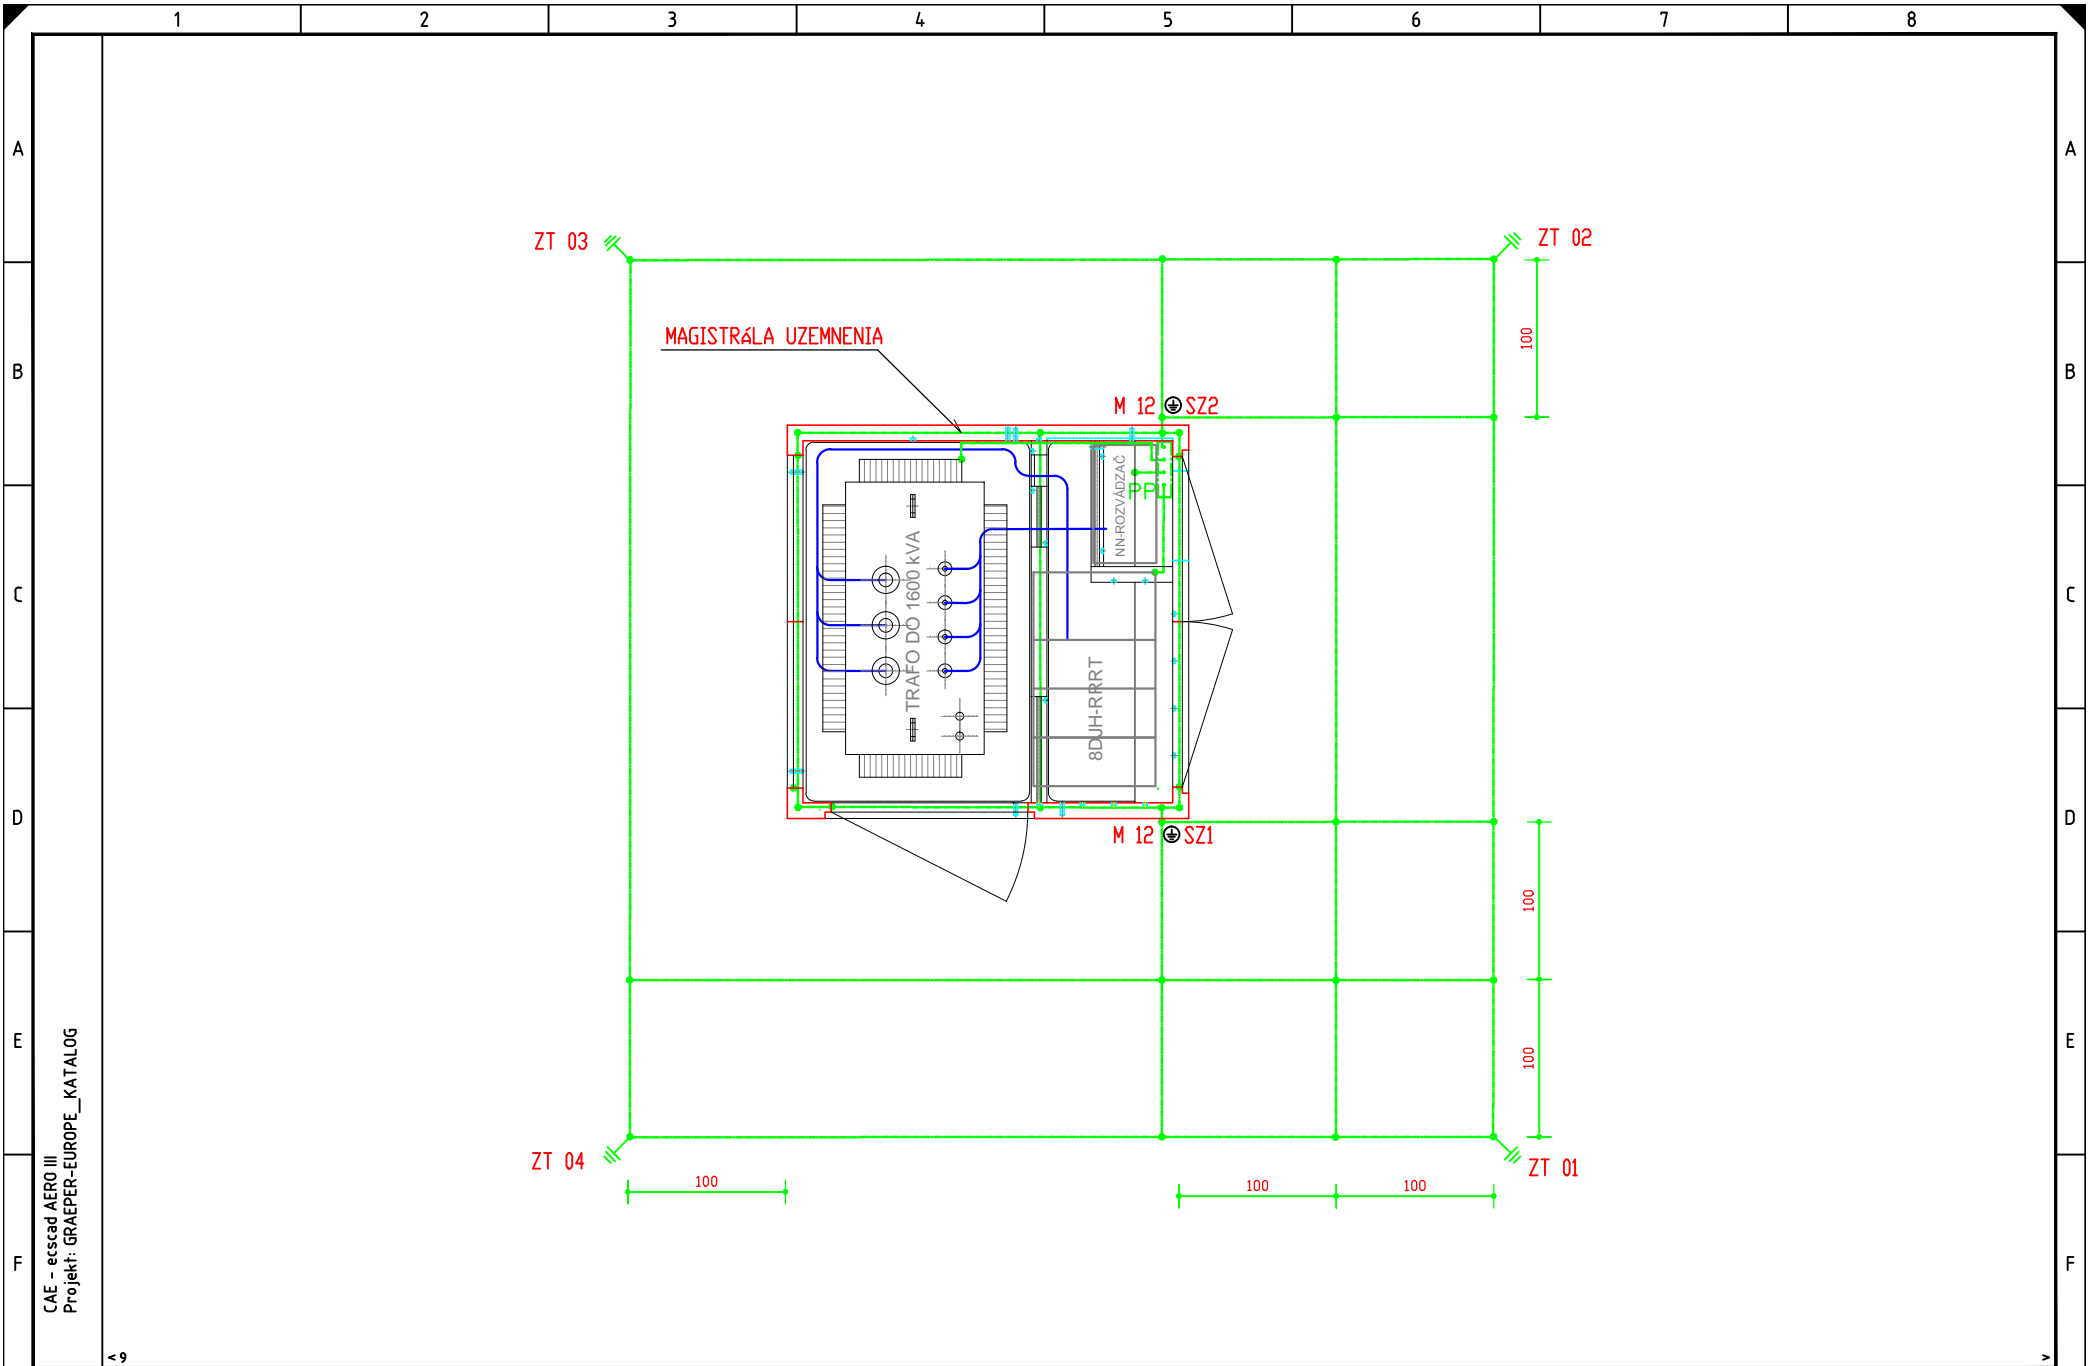 1 2 3 4 5 6 7 8
A A
ZT 03
ZT 02
MAGISTRáLA UZEMNENIA
100
B B
M 12 SZ2
NN-ROZVÁDZAČ
TRAFO DO 1600 kVA
C C
8DJH-RRRT
D D
M 12 SZ1
100
E E
100
ZT 04
ZT 01
100
100 100
F F
CAE - ecscad AERO III
Projekt: GRAEPER-EUROPE_KATALOG
<9 >